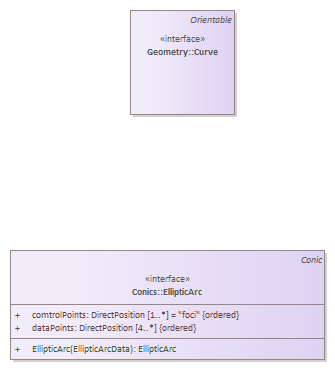 Orientable
«interface»
Geometry::Curve
Conic
«interface»
Conics::EllipticArc
+ comtrolPoints: DirectPosition [1..*] = "foci" {ordered}
+ dataPoints: DirectPosition [4..*] {ordered}
+ EllipticArc(EllipticArcData): EllipticArc